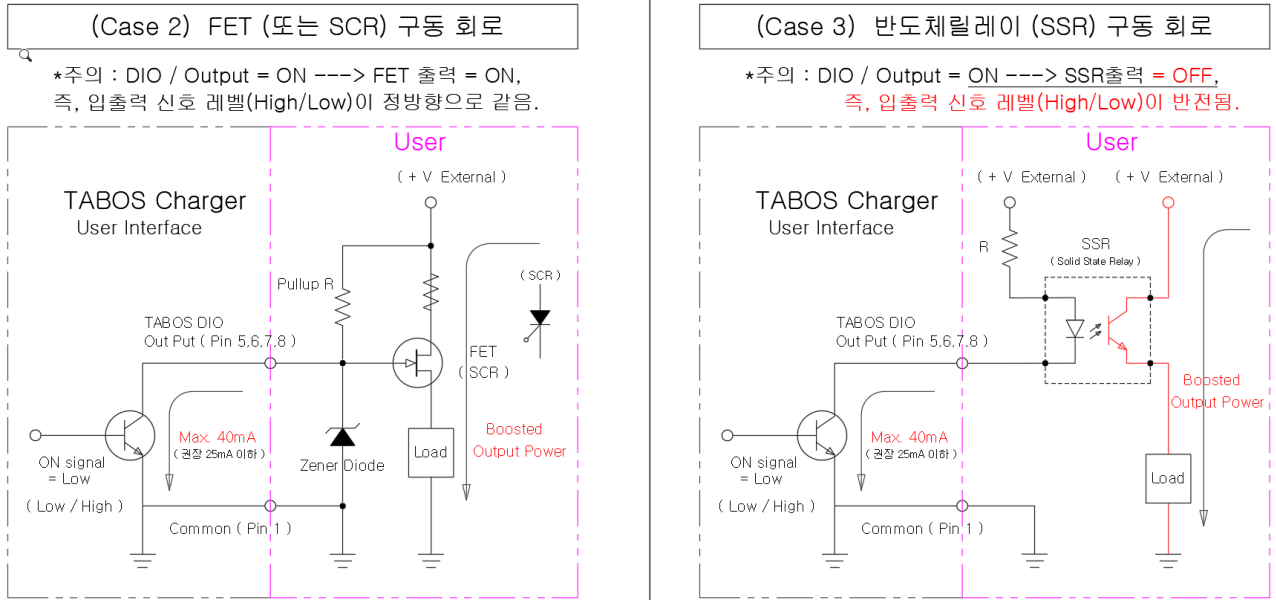 (Case 2) FET (또는 SCR) 구동 회로
*주의 : DIO / Output = ON ---> FET 출력 = ON,
즉, 입출력 신호 레벨(High/Low)이 정방향으로 같음.
User
( + V External )
TABOS Charger
User Interface
Pullup R
( SCR )
TABOS DIO
Out Put ( Pin 5,6,7,8 )
FET
( SCR )
Max. 40mA
( 권장 25mA 이하 )
ON signal
= Low
( Low / High )
Zener Diode
Load
Boosted
Output Power
Common ( Pin 1 )
(Case 3) 반도체릴레이 (SSR) 구동 회로
*주의 : DIO / Output = ON ---> SSR출력 = OFF,
즉, 입출력 신호 레벨(High/Low)이 반전됨.
User
( + V External )
( + V External )
TABOS Charger
User Interface
R
SSR
( Solid State Relay )
TABOS DIO
Out Put ( Pin 5,6,7,8 )
Boosted
Output Power
Max. 40mA
( 권장 25mA 이하 )
ON signal
= Low
( Low / High )
Load
Common ( Pin 1 )